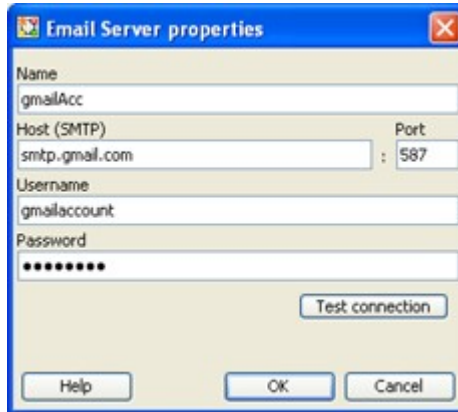 Email Server properties
Name
gmailAcc
Host (SMTP) Port
smtp.gmail.com : 587
Username
gmailaccount
Password
●●●●●●●●
Test connection
Help OK Cancel